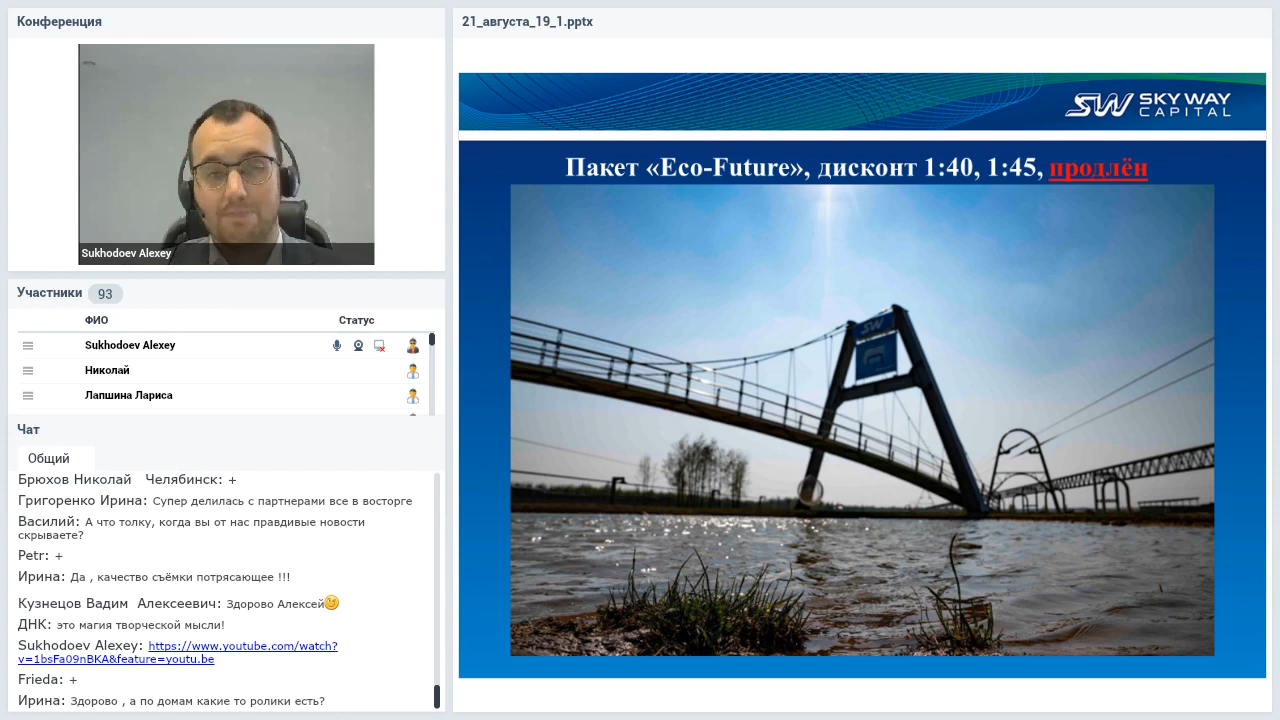 Конференция
Sukhodoev Alexey
Участники 93
ФИО Статус
Sukhodoev Alexey
Николай
Лапшина Лариса
Чат
Общий
Брюхов Николай Челябинск: +
Григоренко Ирина: Супер делилась с партнерами все в восторге
Василий: А что толку, когда вы от нас правдивые новости
скрываете?
Petr: +
Ирина: Да , качество съёмки потрясающее !!!
Кузнецов Вадим Алексеевич: Здорово Алексей
ДНК: это магия творческой мысли!
Sukhodoev Alexey: https://www.youtube.com/watch?
v=1bsFa09nBKA&feature=youtu.be
Frieda: +
Ирина: Здорово , а по домам какие то ролики есть?
21_августа_19_1.pptx
SW SKY WAY
CAPITAL
Пакет «Eco-Future», дисконт 1:40, 1:45, продлён
SW